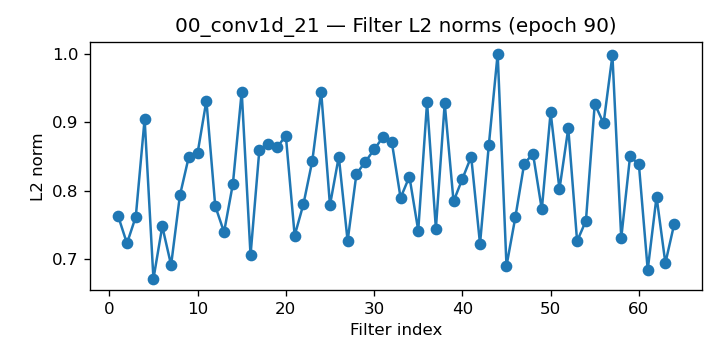 00_conv1d_21 — Filter L2 norms (epoch 90)
1.0
0.9
0.8
0.7
L2 norm
0 10 20 30 40 50 60
Filter index